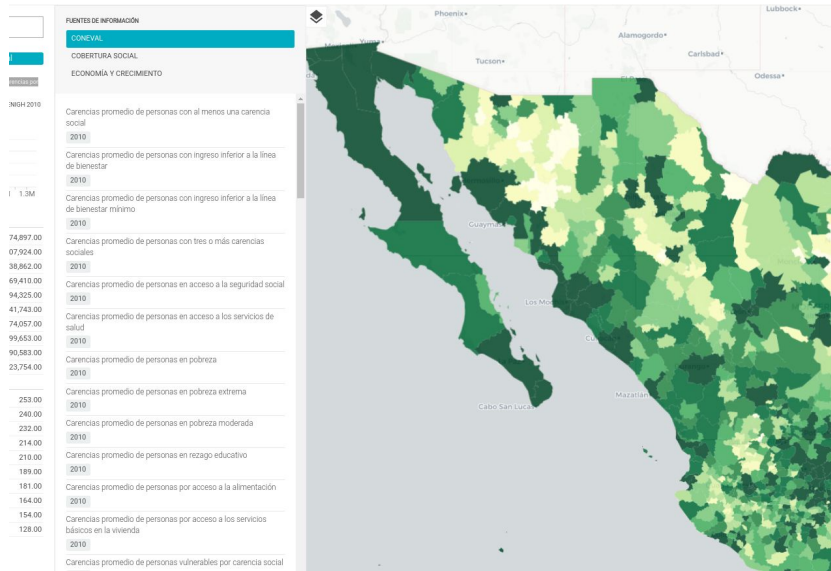 ENIGH 2010
1.3M
74,897.00
07,924.00
38,862.00
69,410.00
94,325.00
41,743.00
74,057.00
99,653.00
90,583.00
23,754.00
253.00
240.00
232.00
214.00
210.00
189.00
181.00
164.00
154.00
128.00
FUENTES DE INFORMACIÓN
CONEVAL
COBERTURA SOCIAL
ECONOMÍA Y CRECIMIENTO
Carencias promedio de personas con al menos una carencia
social
2010
Carencias promedio de personas con ingreso inferior a la línea
de bienestar
2010
Carencias promedio de personas con ingreso inferior a la línea
de bienestar mínimo
2010
Carencias promedio de personas con tres o más carencias
sociales
2010
Carencias promedio de personas en acceso a la seguridad social
2010
Carencias promedio de personas en acceso a los servicios de
salud
2010
Carencias promedio de personas en pobreza
2010
Carencias promedio de personas en pobreza extrema
2010
Carencias promedio de personas en pobreza moderada
2010
Carencias promedio de personas en rezago educativo
2010
Carencias promedio de personas por acceso a la alimentación
2010
Carencias promedio de personas por acceso a los servicios
básicos en la vivienda
2010
Carencias promedio de personas vulnerables por carencia social
Phoenix
Lubbock
Yuma
Alamogordo
Tucson
Carlsbad
Odessa
Guaymas
Los Mo
Mazatlán
Cabo San Lucas